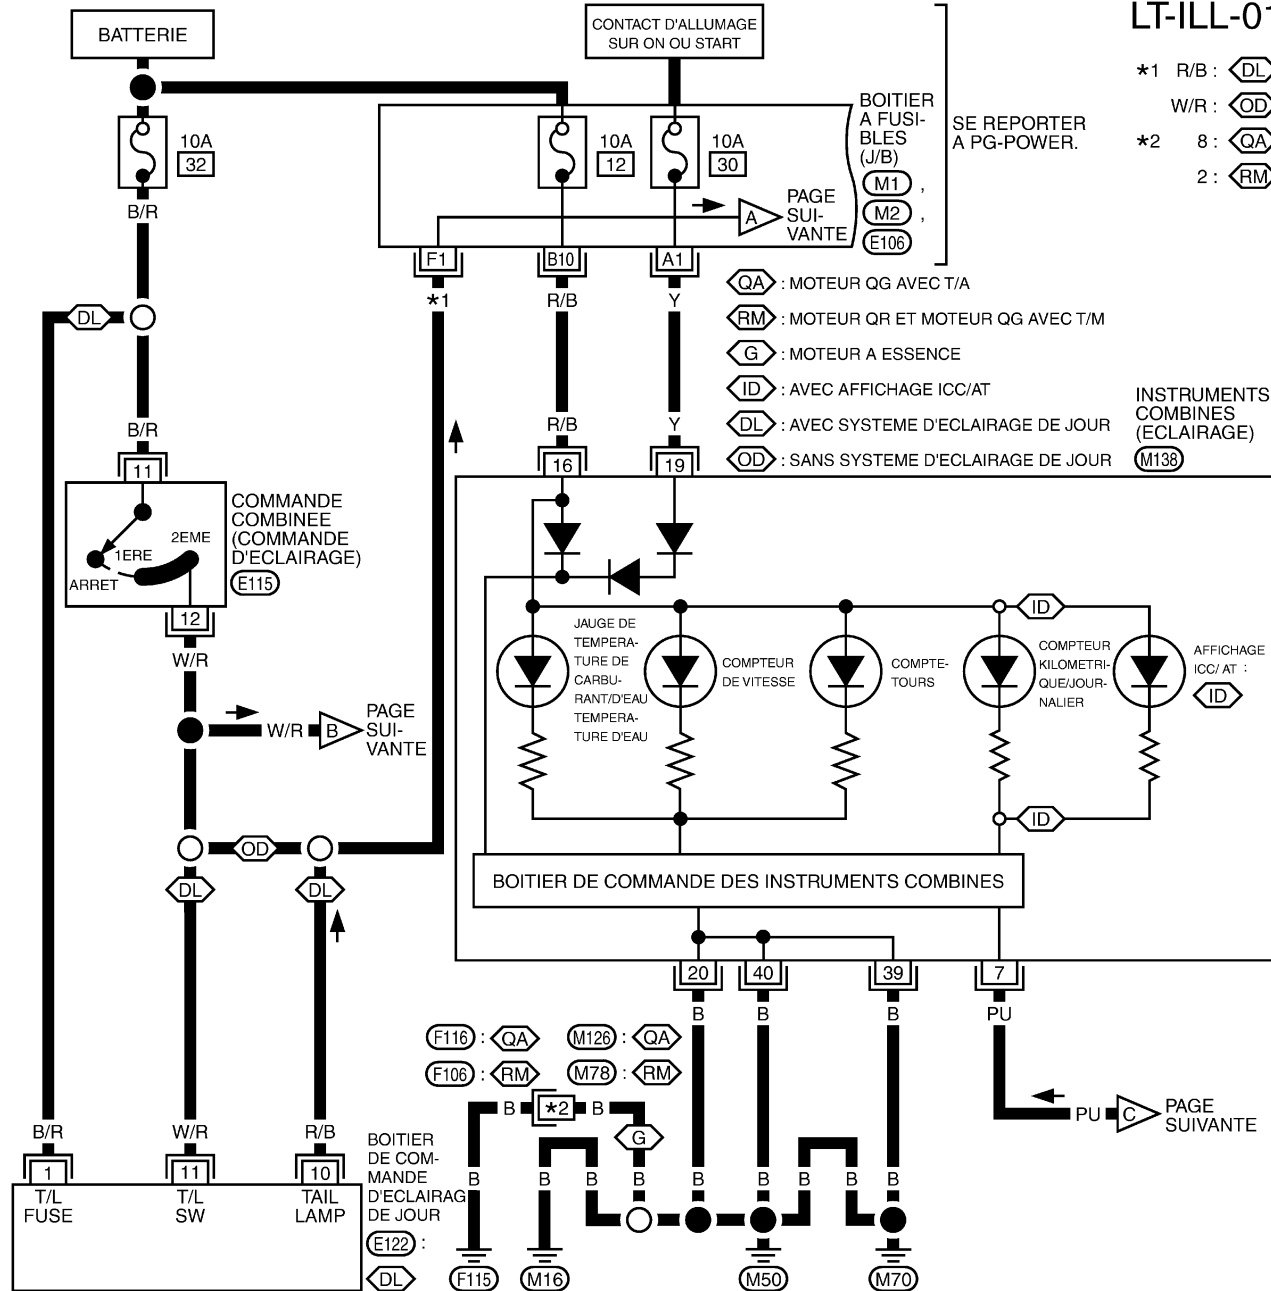 LT-ILL-01
BATTERIE
CONTACT D'ALLUMAGE
SUR ON OU START
*1 R/B : DL
W/R : OD
*2 8 : QA
2 : RM
10A
32
10A
12
10A
30
BOITIER
A FUSI-
BLES
(J/B)
M1 ,
M2 ,
E106
SE REPORTER
A PG-POWER.
B/R
A
PAGE
SUI-
VANTE
F1
B10
A1
*1
R/B
Y
DL
QA : MOTEUR QG AVEC T/A
RM : MOTEUR QR ET MOTEUR QG AVEC T/M
G : MOTEUR A ESSENCE
ID : AVEC AFFICHAGE ICC/AT
DL : AVEC SYSTEME D'ECLAIRAGE DE JOUR
OD : SANS SYSTEME D'ECLAIRAGE DE JOUR
INSTRUMENTS
COMBINES
(ECLAIRAGE)
M138
B/R
R/B
Y
11
16
19
COMMANDE
COMBINEE
(COMMANDE
D'ECLAIRAGE)
E115
2EME
1ERE
ARRET
12
W/R
W/R
B
PAGE
SUI-
VANTE
ID
JAUGE DE
TEMPERA-
TURE DE
CARBU-
RANT/D'EAU
TEMPERA-
TURE D'EAU
COMPTEUR
DE VITESSE
COMPTE-
TOURS
COMPTEUR
KILOMETRI-
QUE/JOUR-
NALIER
AFFICHAGE
ICC/ AT :
ID
ID
OD
DL
DL
BOITIER DE COMMANDE DES INSTRUMENTS COMBINES
20
40
39
7
B
B
B
PU
F116 : QA
M126 : QA
F106 : RM
M78 : RM
B
*2
B
G
PU
C
PAGE
SUIVANTE
B/R
W/R
R/B
1
11
10
T/L
FUSE
T/L
SW
TAIL
LAMP
BOITIER
DE COM-
MANDE
D'ECLAIRAG
DE JOUR
E122 :
DL
B
B
B
B
B
B
B
B
B
F115
M16
M50
M70